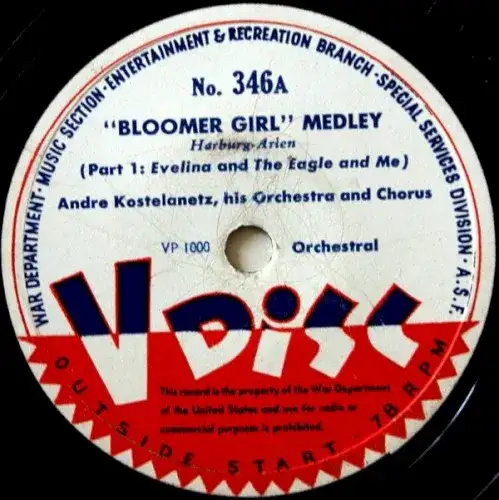 WAR DEPARTMENT · MUSIC SECTION · ENTERTAINMENT & RECREATION BRANCH · SPECIAL SERVICES DIVISION · A.S.F.
No. 346A
"BLOOMER GIRL" MEDLEY
Harburg-Arlen
(Part 1: Evelina and The Eagle and Me)
Andre Kostelanetz, his Orchestra and Chorus
VP 1000 Orchestral
V DiSC
This record is the property of the War Department
of the United States and use for radio or
commercial purposes is prohibited.
OUTSIDE START 78 RPM